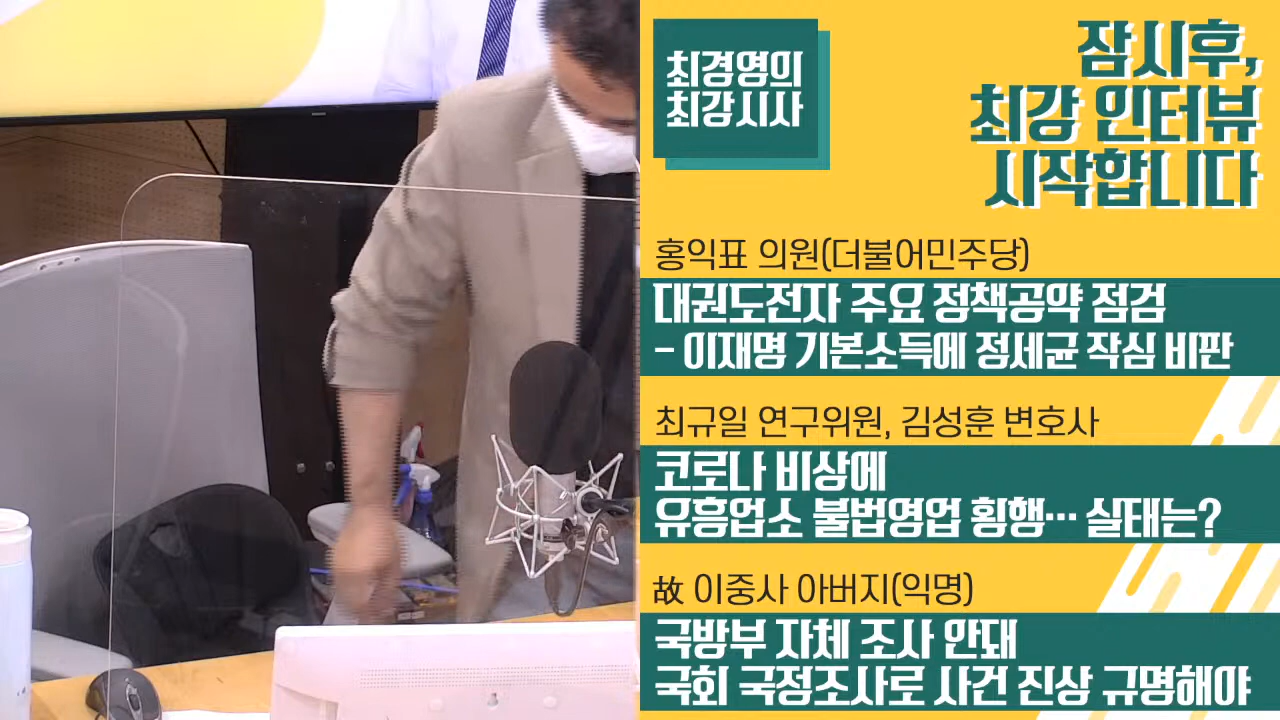 최경영의
최강시사
잠시후,
최강 인터뷰
시작합니다
홍익표 의원(더불어민주당)
대권도전자 주요 정책공약 점검
- 이재명 기본소득에 정세균 작심 비판
최규일 연구위원, 김성훈 변호사
코로나 비상에
유흥업소 불법영업 횡행… 실태는?
故 이중사 아버지(익명)
국방부 자체 조사 안돼
국회 국정조사로 사건 진상 규명해야